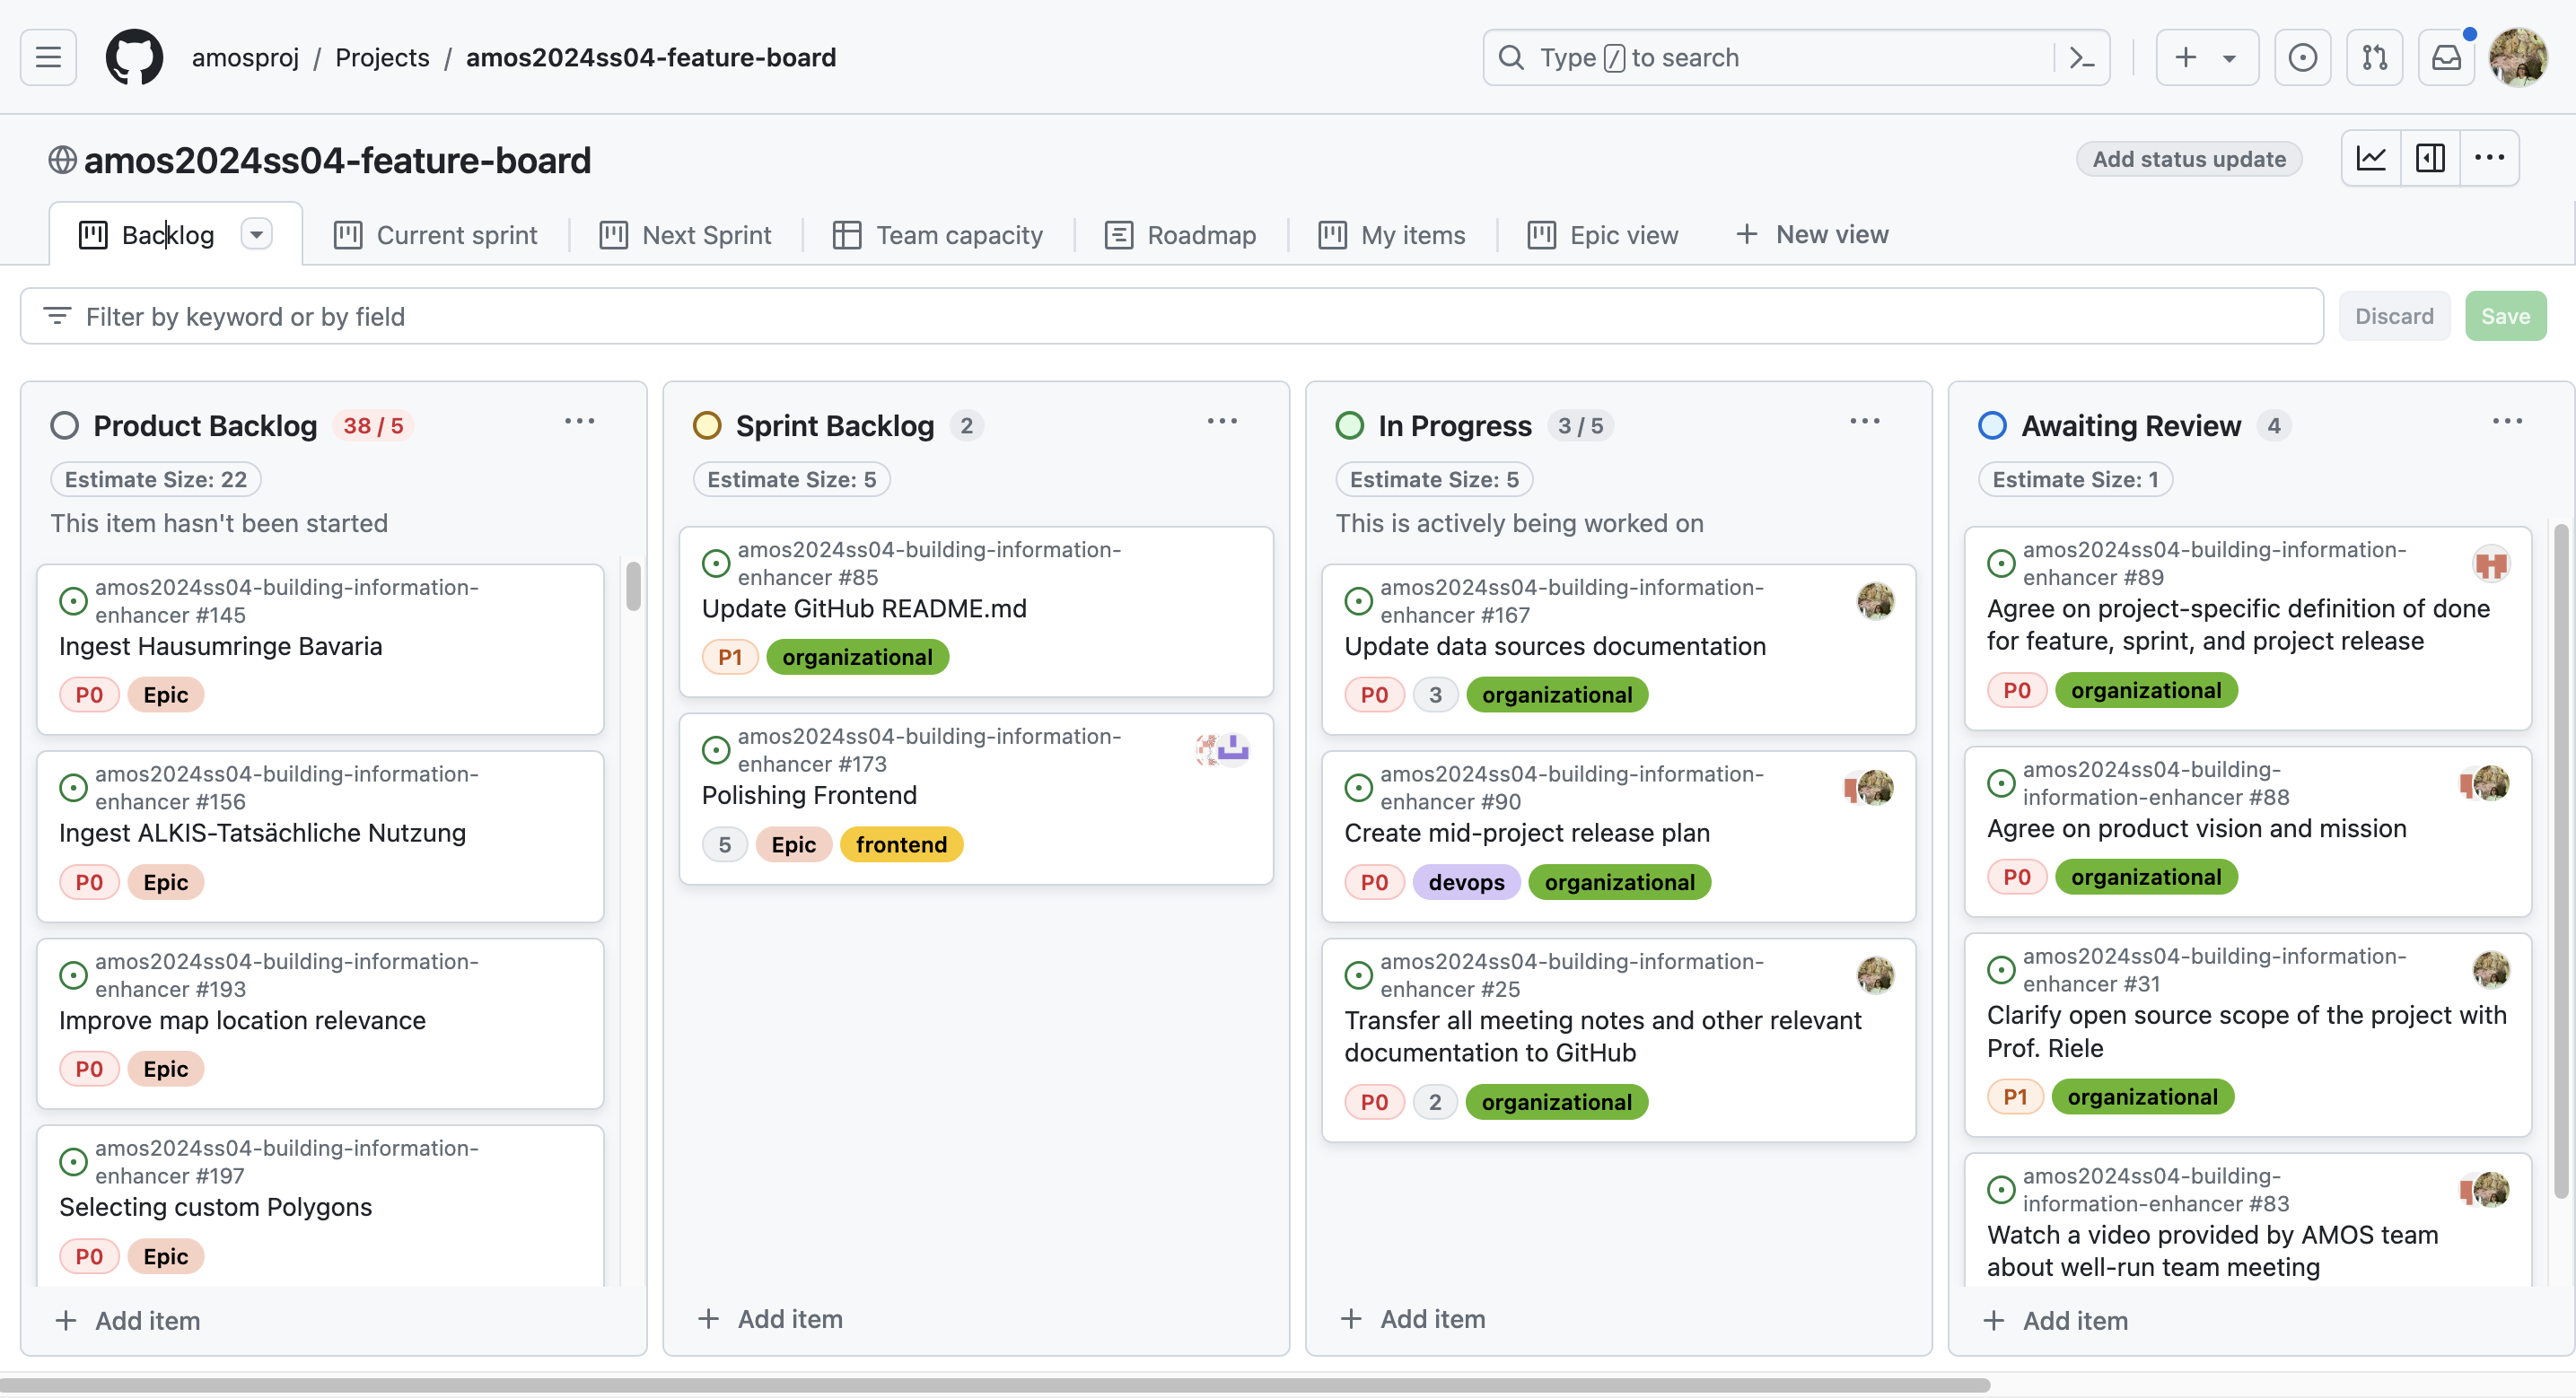 amosproj / Projects / amos2024ss04-feature-board
Type / to search
amos2024ss04-feature-board
Add status update
Backlog
Current sprint
Next Sprint
Team capacity
Roadmap
My items
Epic view
New view
Filter by keyword or by field
Discard
Save
Product Backlog 38 / 5
Estimate Size: 22
This item hasn't been started
amos2024ss04-building-information-
enhancer #145
Ingest Hausumringe Bavaria
P0 Epic
amos2024ss04-building-information-
enhancer #156
Ingest ALKIS-Tatsächliche Nutzung
P0 Epic
amos2024ss04-building-information-
enhancer #193
Improve map location relevance
P0 Epic
amos2024ss04-building-information-
enhancer #197
Selecting custom Polygons
P0 Epic
Add item
Sprint Backlog 2
Estimate Size: 5
amos2024ss04-building-information-
enhancer #85
Update GitHub README.md
P1 organizational
amos2024ss04-building-information-
enhancer #173
Polishing Frontend
5 Epic frontend
Add item
In Progress 3 / 5
Estimate Size: 5
This is actively being worked on
amos2024ss04-building-information-
enhancer #167
Update data sources documentation
P0 3 organizational
amos2024ss04-building-information-
enhancer #90
Create mid-project release plan
P0 devops organizational
amos2024ss04-building-information-
enhancer #25
Transfer all meeting notes and other relevant
documentation to GitHub
P0 2 organizational
Add item
Awaiting Review 4
Estimate Size: 1
amos2024ss04-building-information-
enhancer #89
Agree on project-specific definition of done
for feature, sprint, and project release
P0 organizational
amos2024ss04-building-
information-enhancer #88
Agree on product vision and mission
P0 organizational
amos2024ss04-building-information-
enhancer #31
Clarify open source scope of the project with
Prof. Riele
P1 organizational
amos2024ss04-building-
information-enhancer #83
Watch a video provided by AMOS team
about well-run team meeting
Add item